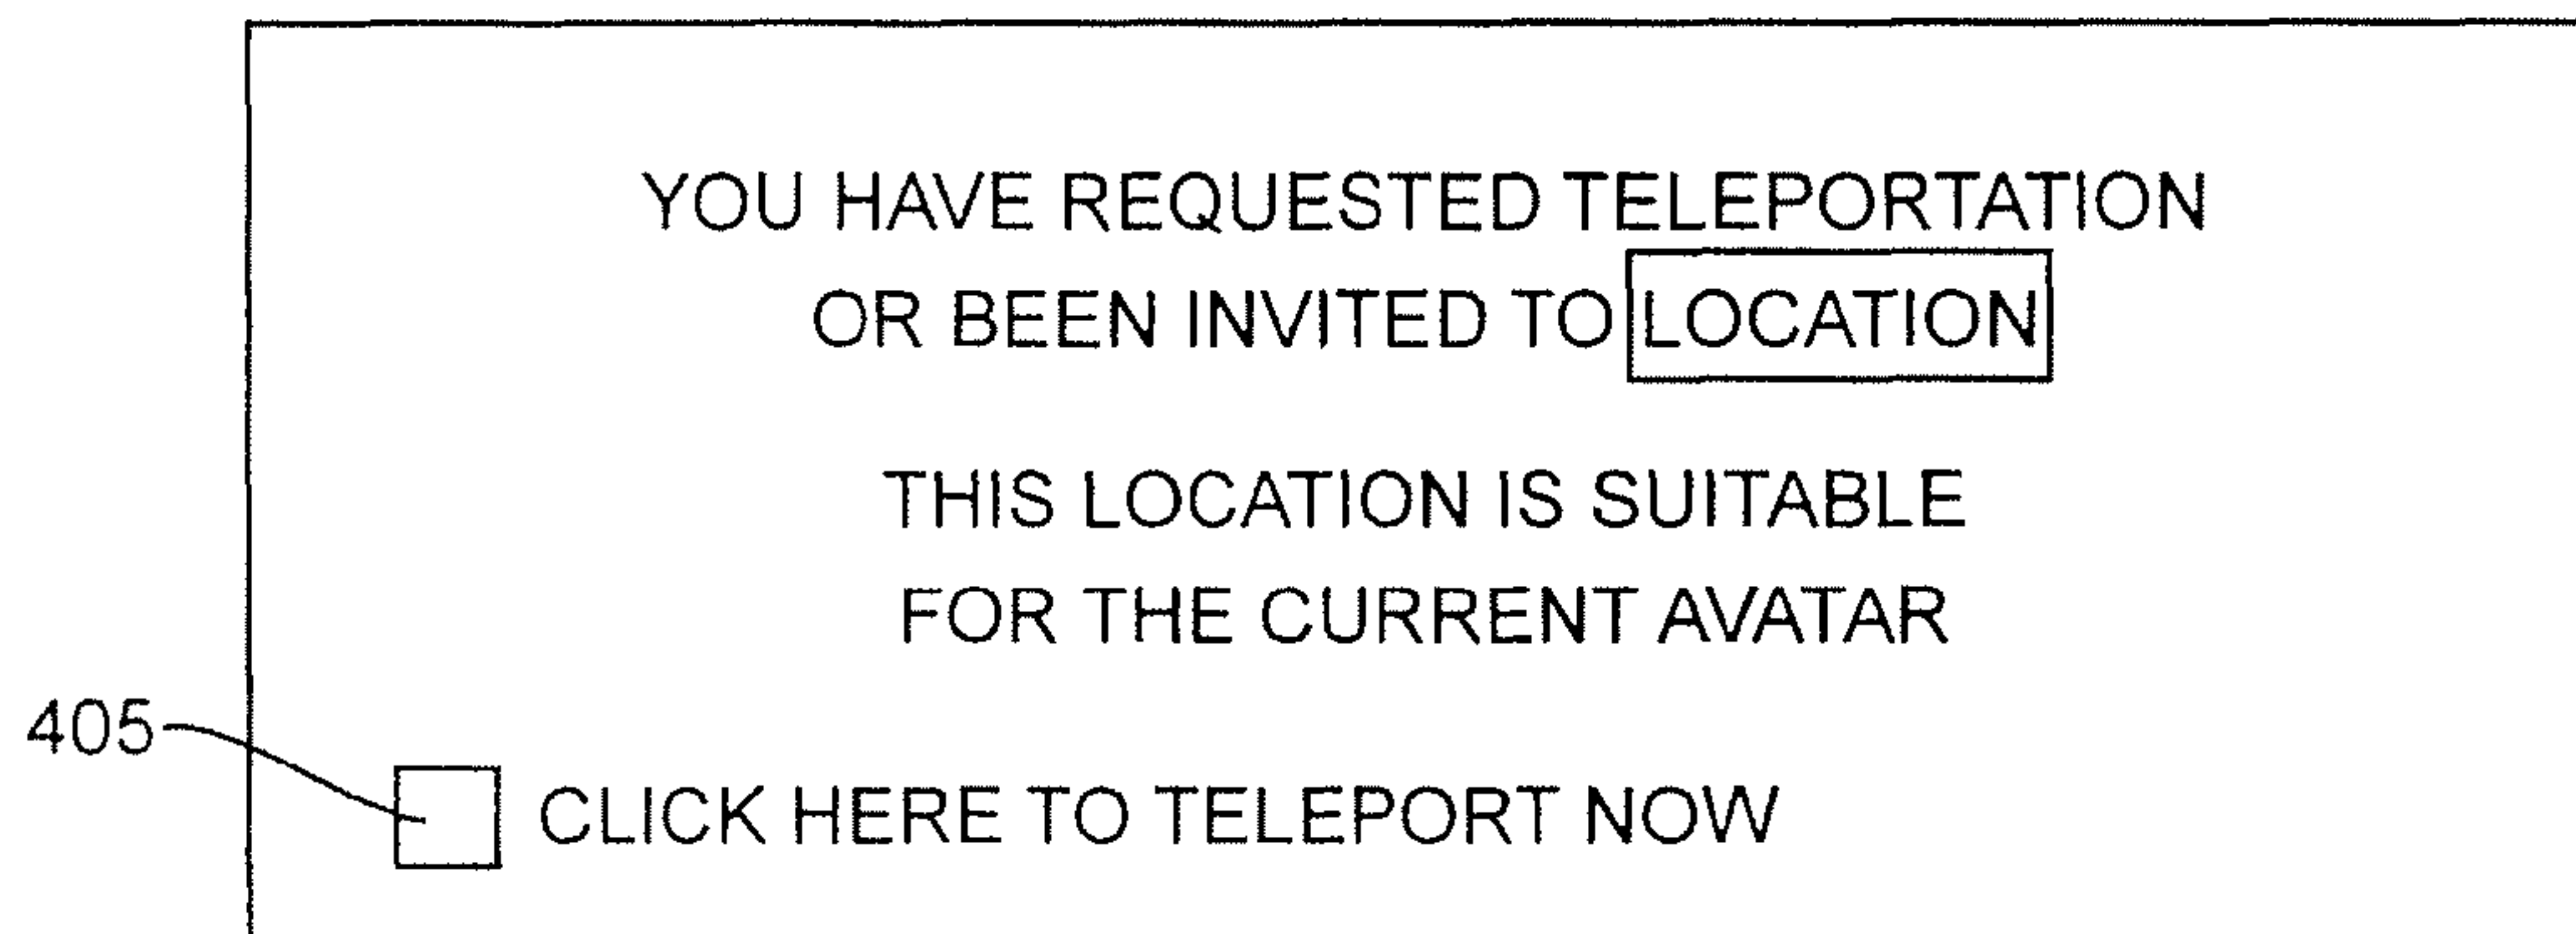 YOU HAVE REQUESTED TELEPORTATION
OR BEEN INVITED TO LOCATION
THIS LOCATION IS SUITABLE
FOR THE CURRENT AVATAR
405
CLICK HERE TO TELEPORT NOW